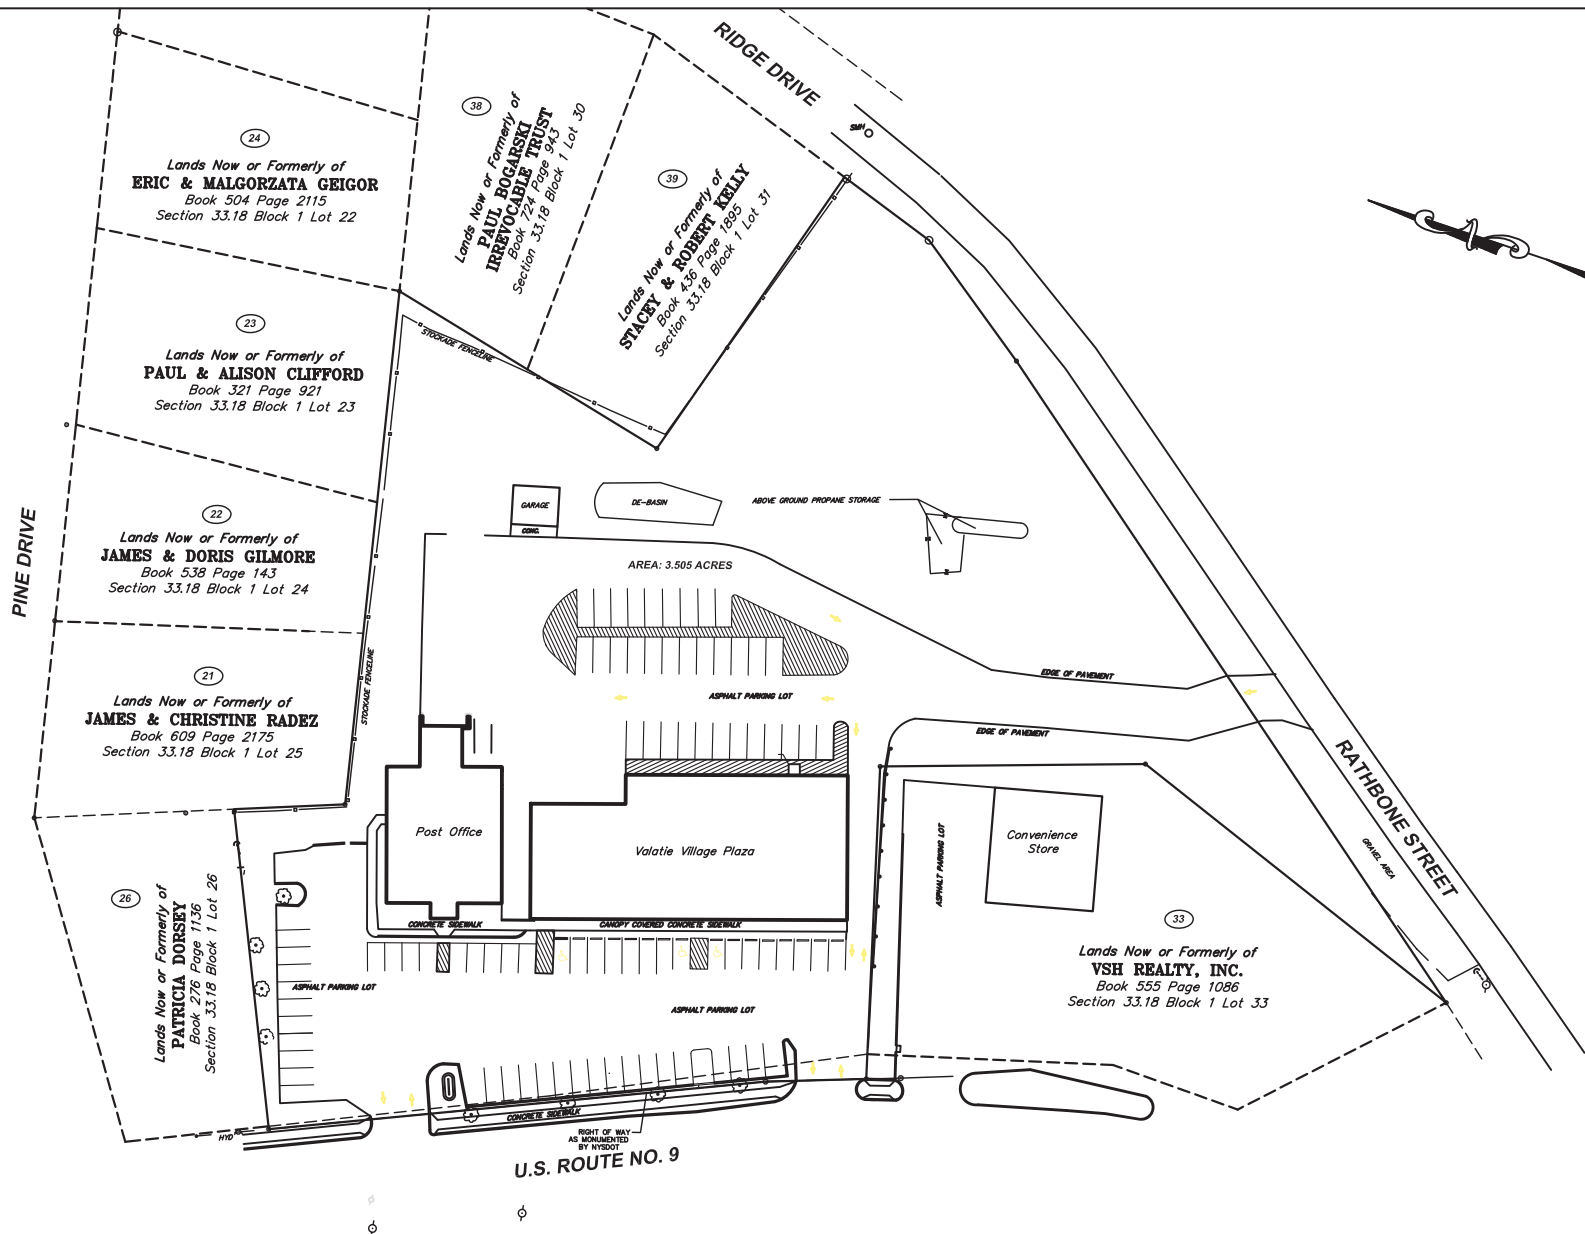 RIDGE DRIVE
SMH
24
Lands Now or Formerly of
ERIC & MALGORZATA GEIGOR
Book 504 Page 2115
Section 33.18 Block 1 Lot 22
38
Lands Now or Formerly of
PAUL BOGARSKI
IRREVOCABLE TRUST
Book 724 Page 943
Section 33.18 Block 1 Lot 30
39
Lands Now or Formerly of
STACEY & ROBERT KELLY
Book 436 Page 1895
Section 33.18 Block 1 Lot 31
23
Lands Now or Formerly of
PAUL & ALISON CLIFFORD
Book 321 Page 921
Section 33.18 Block 1 Lot 23
STOCKADE FENCELINE
22
Lands Now or Formerly of
JAMES & DORIS GILMORE
Book 538 Page 143
Section 33.18 Block 1 Lot 24
PINE DRIVE
GARAGE
CONC.
DE-BASIN
ABOVE GROUND PROPANE STORAGE
AREA: 3.505 ACRES
21
Lands Now or Formerly of
JAMES & CHRISTINE RADEZ
Book 609 Page 2175
Section 33.18 Block 1 Lot 25
STOCKADE FENCELINE
ASPHALT PARKING LOT
EDGE OF PAVEMENT
EDGE OF PAVEMENT
RATHBONE STREET
GRAVEL AREA
Post Office
Valatie Village Plaza
ASPHALT PARKING LOT
Convenience
Store
26
Lands Now or Formerly of
PATRICIA DORSEY
Book 276 Page 1136
Section 33.18 Block 1 Lot 26
CONCRETE SIDEWALK
CANOPY COVERED CONCRETE SIDEWALK
33
Lands Now or Formerly of
VSH REALTY, INC.
Book 555 Page 1086
Section 33.18 Block 1 Lot 33
ASPHALT PARKING LOT
ASPHALT PARKING LOT
CONCRETE SIDEWALK
HYD
RIGHT OF WAY
AS MONUMENTED
BY NYSDOT
U.S. ROUTE NO. 9